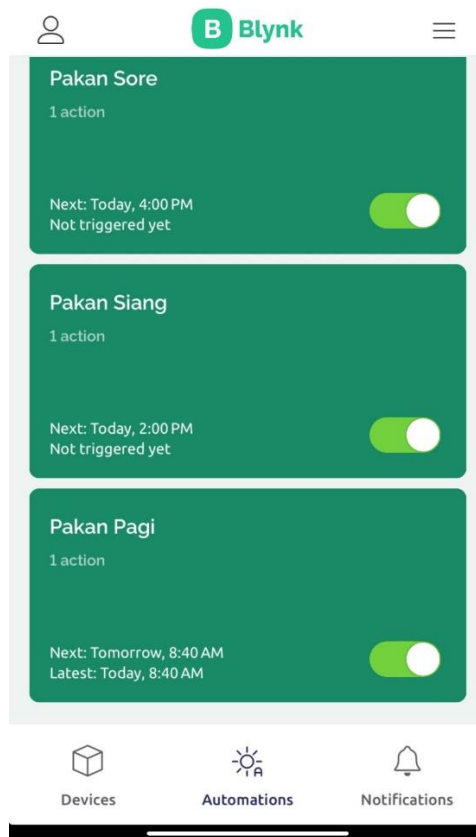 B Blynk
Pakan Sore
1 action
Next: Today, 4:00 PM
Not triggered yet
Pakan Siang
1 action
Next: Today, 2:00 PM
Not triggered yet
Pakan Pagi
1 action
Next: Tomorrow, 8:40 AM
Latest: Today, 8:40 AM
A
Devices
Automations
Notifications